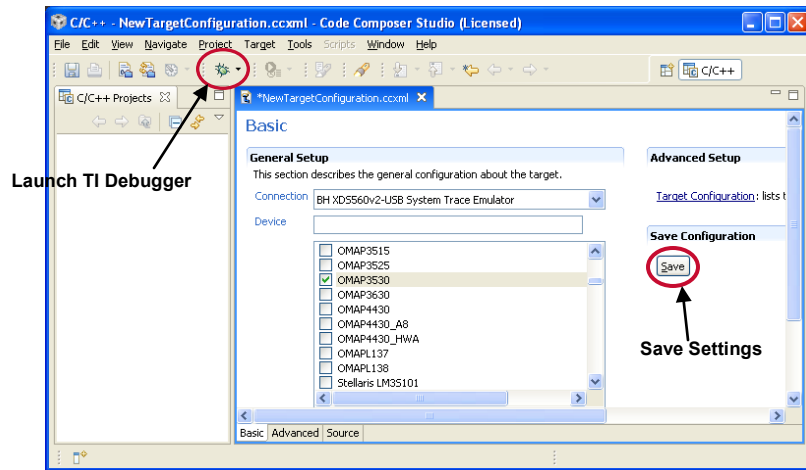 C/C++ - NewTargetConfiguration.ccxml - Code Composer Studio (Licensed)
File Edit View Navigate Project Target Tools Scripts Window Help
C/C++
C/C++ Projects
*NewTargetConfiguration.ccxml
Basic
General Setup
This section describes the general configuration about the target.
Connection BH XDS560v2-USB System Trace Emulator
Device
OMAP3515
OMAP3525
OMAP3530
OMAP3630
OMAP4430
OMAP4430_A8
OMAP4430_HWA
OMAPL137
OMAPL138
Stellaris LM3S101
Advanced Setup
Target Configuration: lists t
Save Configuration
Save
Launch TI Debugger
Save Settings
Basic Advanced Source